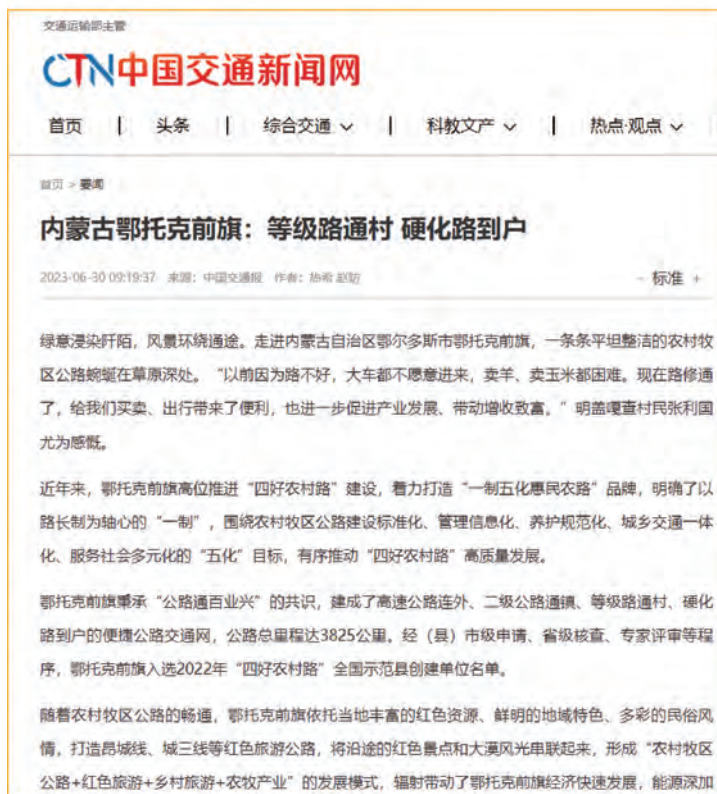 交通运输部主管
CTN中国交通新闻网
首页 | 头条 | 综合交通 | 科教文产 | 热点·观点
首页 > 要闻
内蒙古鄂托克前旗：等级路通村 硬化路到户
2023-06-30 09:19:37 来源：中国交通报 作者：
- 标准 +
绿意浸染阡陌，风景环绕通途。走进内蒙古自治区鄂尔多斯市鄂托克前旗，一条条平坦整洁的农村牧
区公路蜿蜒在草原深处。“以前因为路不好，大车都不愿意进来，卖羊、卖玉米都困难。现在路修通
了，给我们买卖、出行带来了便利，也进一步促进产业发展、带动增收致富。”明盖嘎查村民张利国
尤为感慨。
近年来，鄂托克前旗高位推进“四好农村路”建设，着力打造“一制五化惠民农路”品牌，明确了以
路长制为轴心的“一制”，围绕农村牧区公路建设标准化、管理信息化、养护规范化、城乡交通一体
化、服务社会多元化的“五化”目标，有序推动“四好农村路”高质量发展。
鄂托克前旗秉承“公路通百业兴”的共识，建成了高速公路连外、二级公路通镇、等级路通村、硬化
路到户的便捷公路交通网，公路总里程达3825公里。经（县）市级申请、省级核查、专家评审等程
序，鄂托克前旗入选2022年“四好农村路”全国示范县创建单位名单。
随着农村牧区公路的畅通，鄂托克前旗依托当地丰富的红色资源、鲜明的地域特色、多彩的民俗风
情，打造昂城线、城三线等红色旅游公路，将沿途的红色景点和大漠风光串联起来，形成“农村牧区
公路+红色旅游+乡村旅游+农牧产业”的发展模式，辐射带动了鄂托克前旗经济快速发展，能源深加